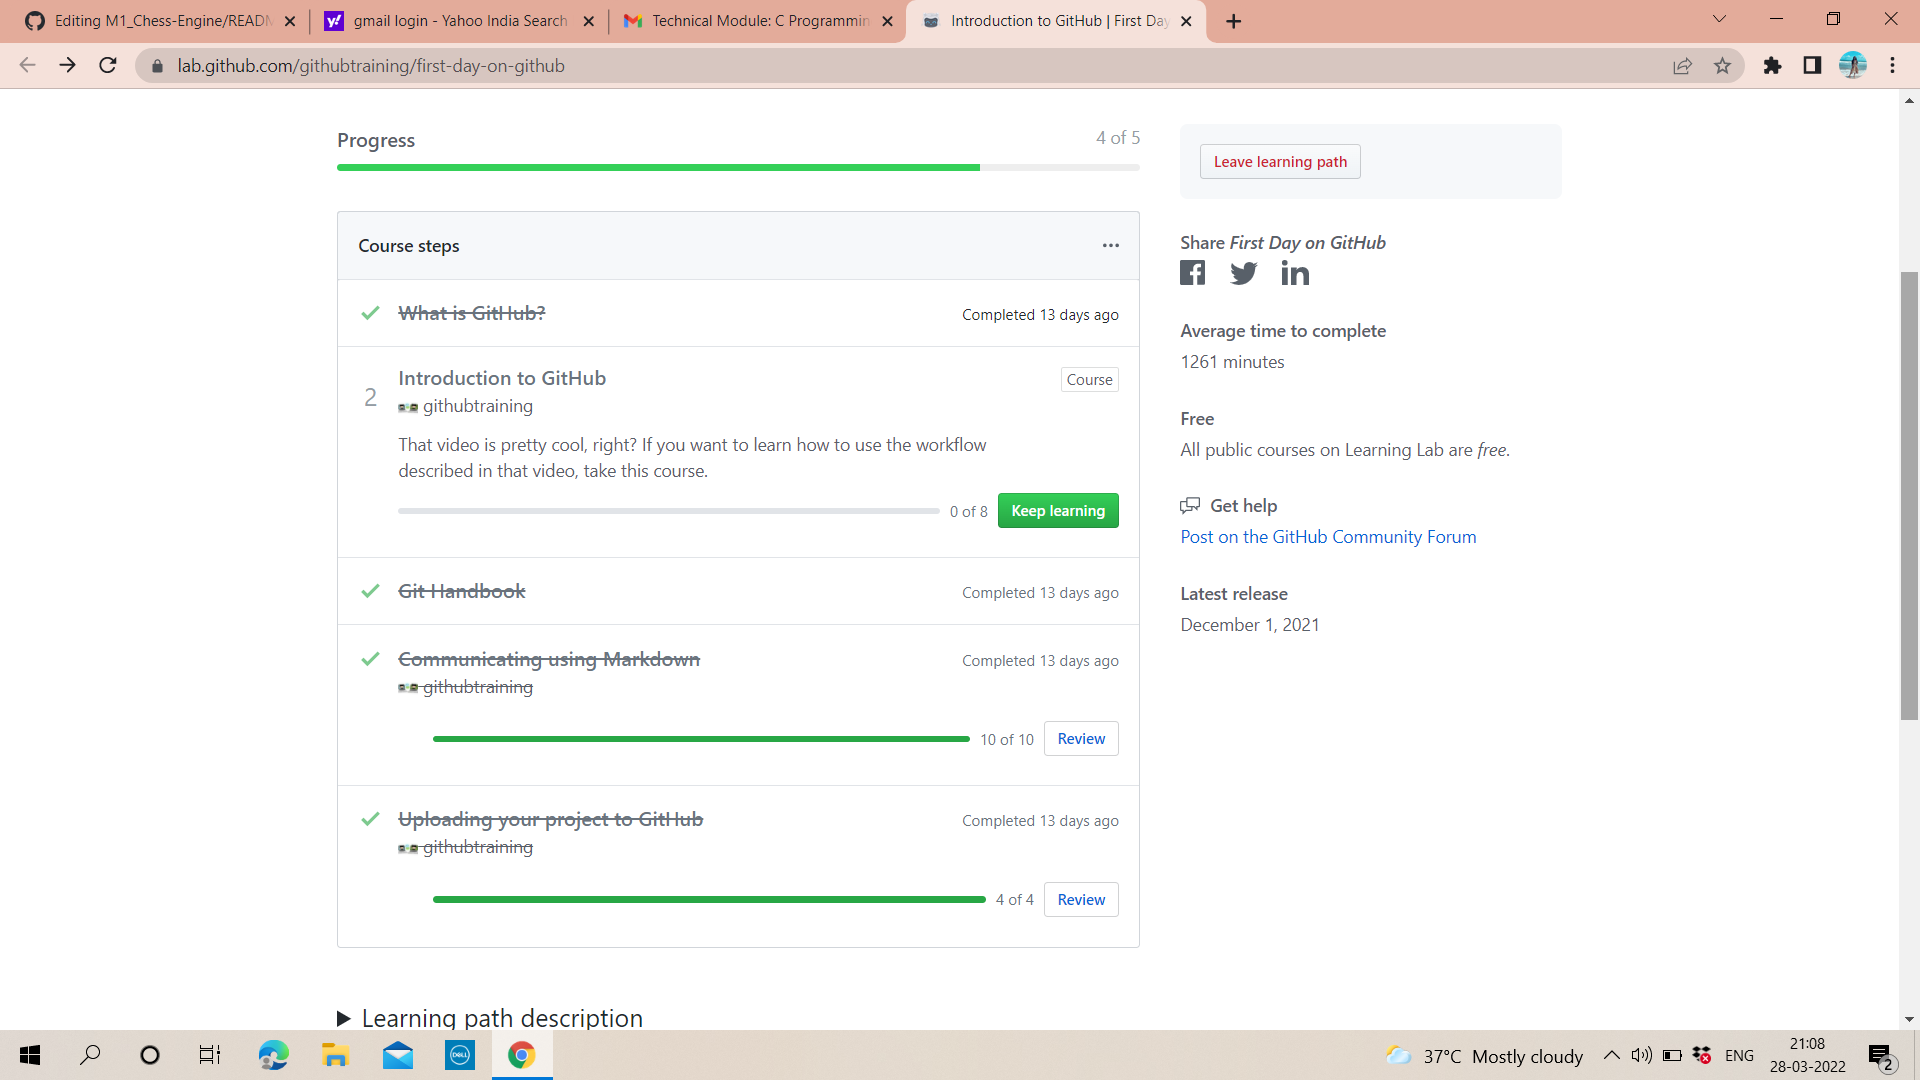 Editing M1_Chess-Engine/READM
gmail login - Yahoo India Search
Technical Module: C Programmin
Introduction to GitHub | First Day
lab.github.com/githubtraining/first-day-on-github
Progress
4 of 5
Leave learning path
Course steps
Share First Day on GitHub
What is GitHub?
Completed 13 days ago
Average time to complete
1261 minutes
2
Introduction to GitHub
Course
githubtraining
Free
That video is pretty cool, right? If you want to learn how to use the workflow
described in that video, take this course.
All public courses on Learning Lab are free.
0 of 8
Keep learning
Get help
Post on the GitHub Community Forum
Git Handbook
Completed 13 days ago
Latest release
December 1, 2021
Communicating using Markdown
Completed 13 days ago
githubtraining
10 of 10
Review
Uploading your project to GitHub
Completed 13 days ago
githubtraining
4 of 4
Review
Learning path description
DELL
37°C Mostly cloudy
ENG
21:08
28-03-2022
2